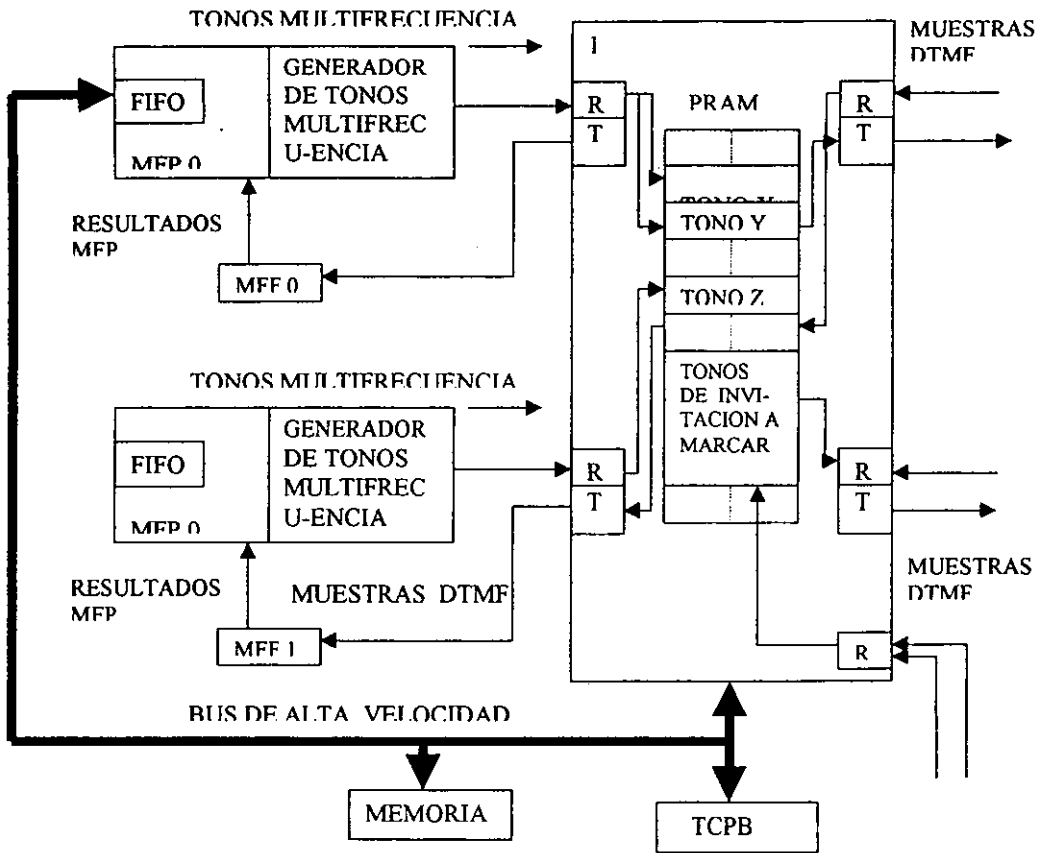 TONOS MULTIFRECUENCIA
FIFO
MFP 0
GENERADOR
DE TONOS
MULTIFREC
U-ENCIA
RESULTADOS
MFP
MFF 0
TONOS MULTIFRECUENCIA
FIFO
MFP 0
GENERADOR
DE TONOS
MULTIFREC
U-ENCIA
RESULTADOS
MFP
MUESTRAS DTMF
MFF 1
R
T
R
T
PRAM
TONO Y
TONO Z
TONOS
DE INVI-
TACION A
MARCAR
R
T
R
T
R
MUESTRAS
DTMF
MUESTRAS
DTMF
BUS DE ALTA VELOCIDAD
MEMORIA
TCPB